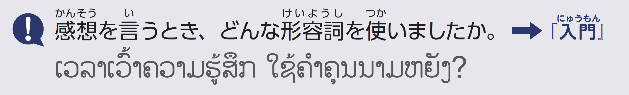 感想を言うとき、どんな形容詞を使いましたか。➡『入門』
ເວລາເວົ້າຄວາມຮູ້ສຶກ ໃຊ້ຄຳຄຸນນາມຫຍັງ?